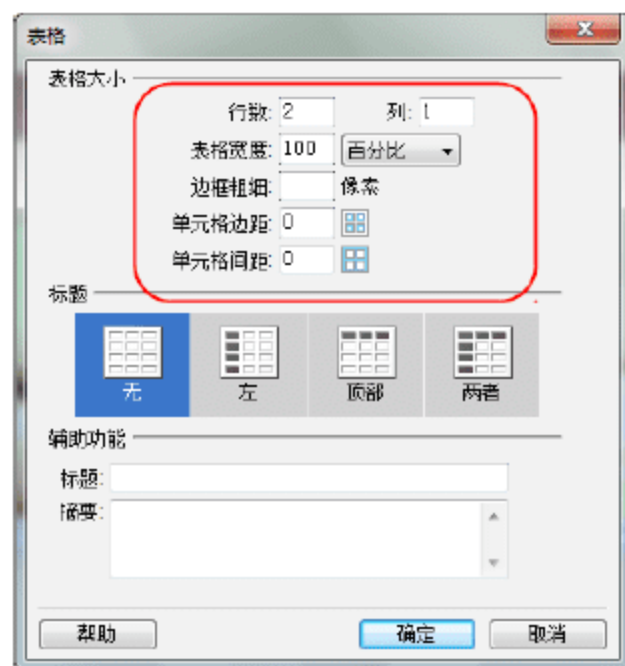 表格
表格大小
行数: 2 列: 1
表格宽度: 100 百分比
边框粗细: 像素
单元格边距: 0
单元格间距: 0
标题
无 左 顶部 两者
辅助功能
标题:
摘要:
帮助 确定 取消